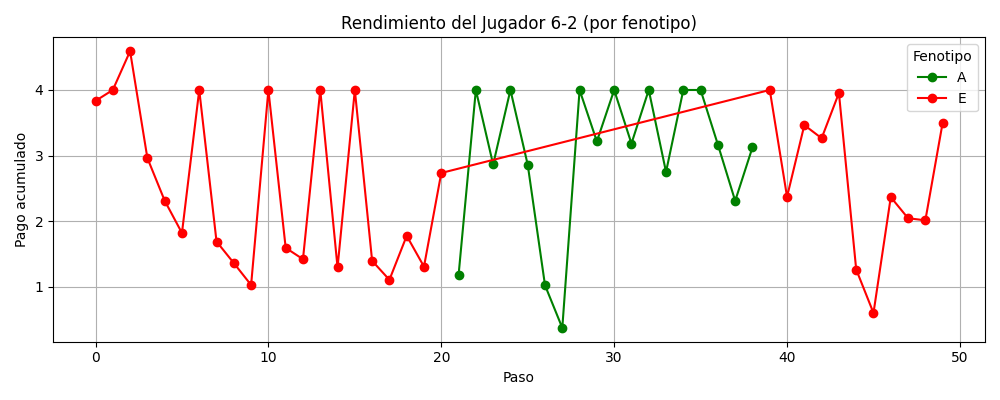 Rendimiento del Jugador 6-2 (por fenotipo)
Fenotipo
A
E
4
3
2
1
Pago acumulado
0 10 20 30 40 50
Paso